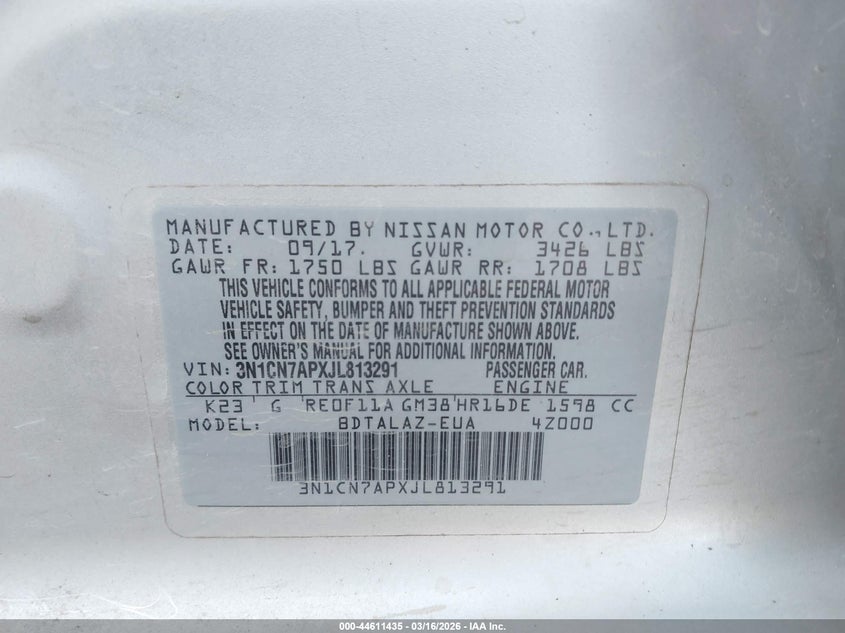 MANUFACTURED BY NISSAN MOTOR CO., LTD.
DATE: 09/17. GVWR: 3426 LBS
GAWR FR: 1750 LBS GAWR RR: 1708 LBS
THIS VEHICLE CONFORMS TO ALL APPLICABLE FEDERAL MOTOR
VEHICLE SAFETY, BUMPER AND THEFT PREVENTION STANDARDS
IN EFFECT ON THE DATE OF MANUFACTURE SHOWN ABOVE.
SEE OWNER'S MANUAL FOR ADDITIONAL INFORMATION.
VIN: 3N1CN7APXJL813291 PASSENGER CAR.
COLOR TRIM TRANS AXLE ENGINE
K23 G RE0F11A GM38 HR16DE 1598 CC
MODEL: BDTALAZ-EUA 4Z000
3N1CN7APXJL813291
000-44611435 - 03/16/2026 - IAA Inc.